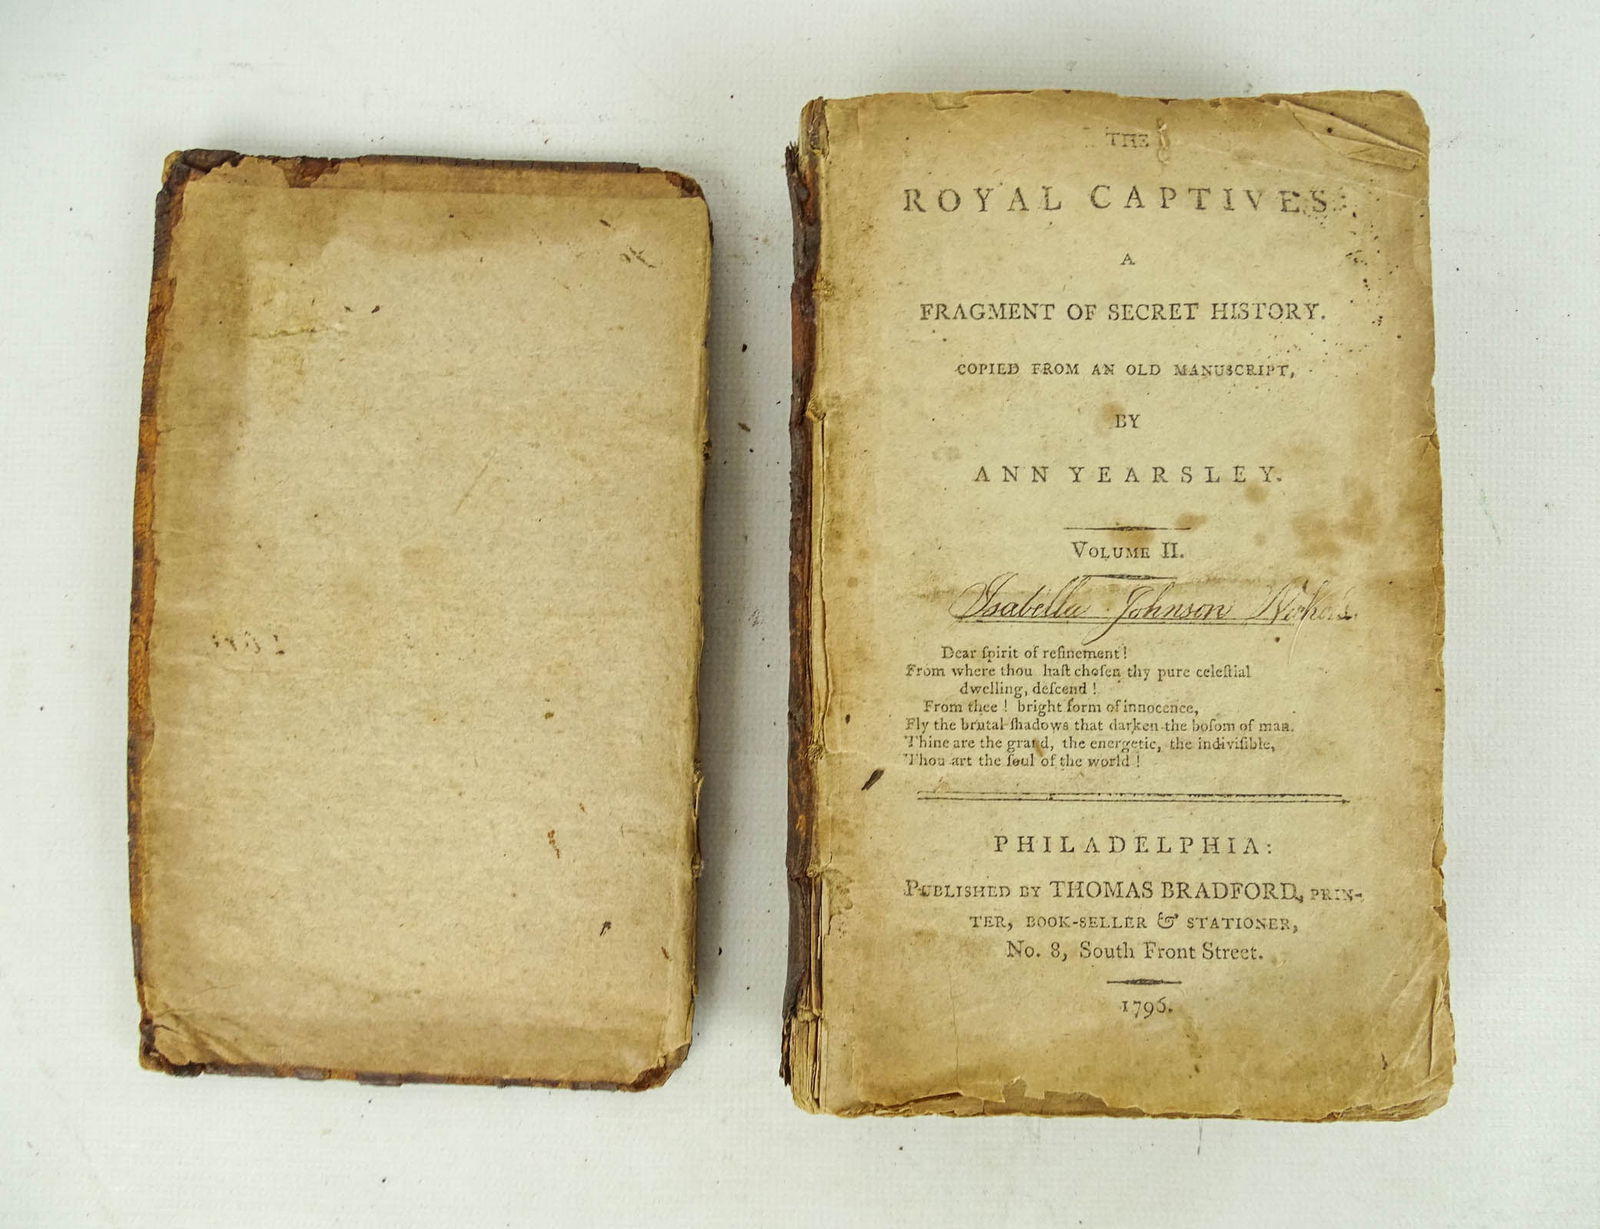 THE
ROYAL CAPTIVES:
A
FRAGMENT OF SECRET HISTORY.
COPIED FROM AN OLD MANUSCRIPT,
BY
ANN YEARSLEY.
VOLUME II.
Isabella Johnson
Dear ſpirit of refinement!
From where thou haſt choſen thy pure celeſtial
dwelling, deſcend!
From thee! bright form of innocence,
Fly the brutal ſhadows that darken the boſom of man.
Thine are the grand, the energetic, the indiviſible,
Thou art the ſoul of the world!
PHILADELPHIA:
PUBLISHED BY THOMAS BRADFORD, PRIN-
TER, BOOK-SELLER & STATIONER,
No. 8, South Front Street.
1796.